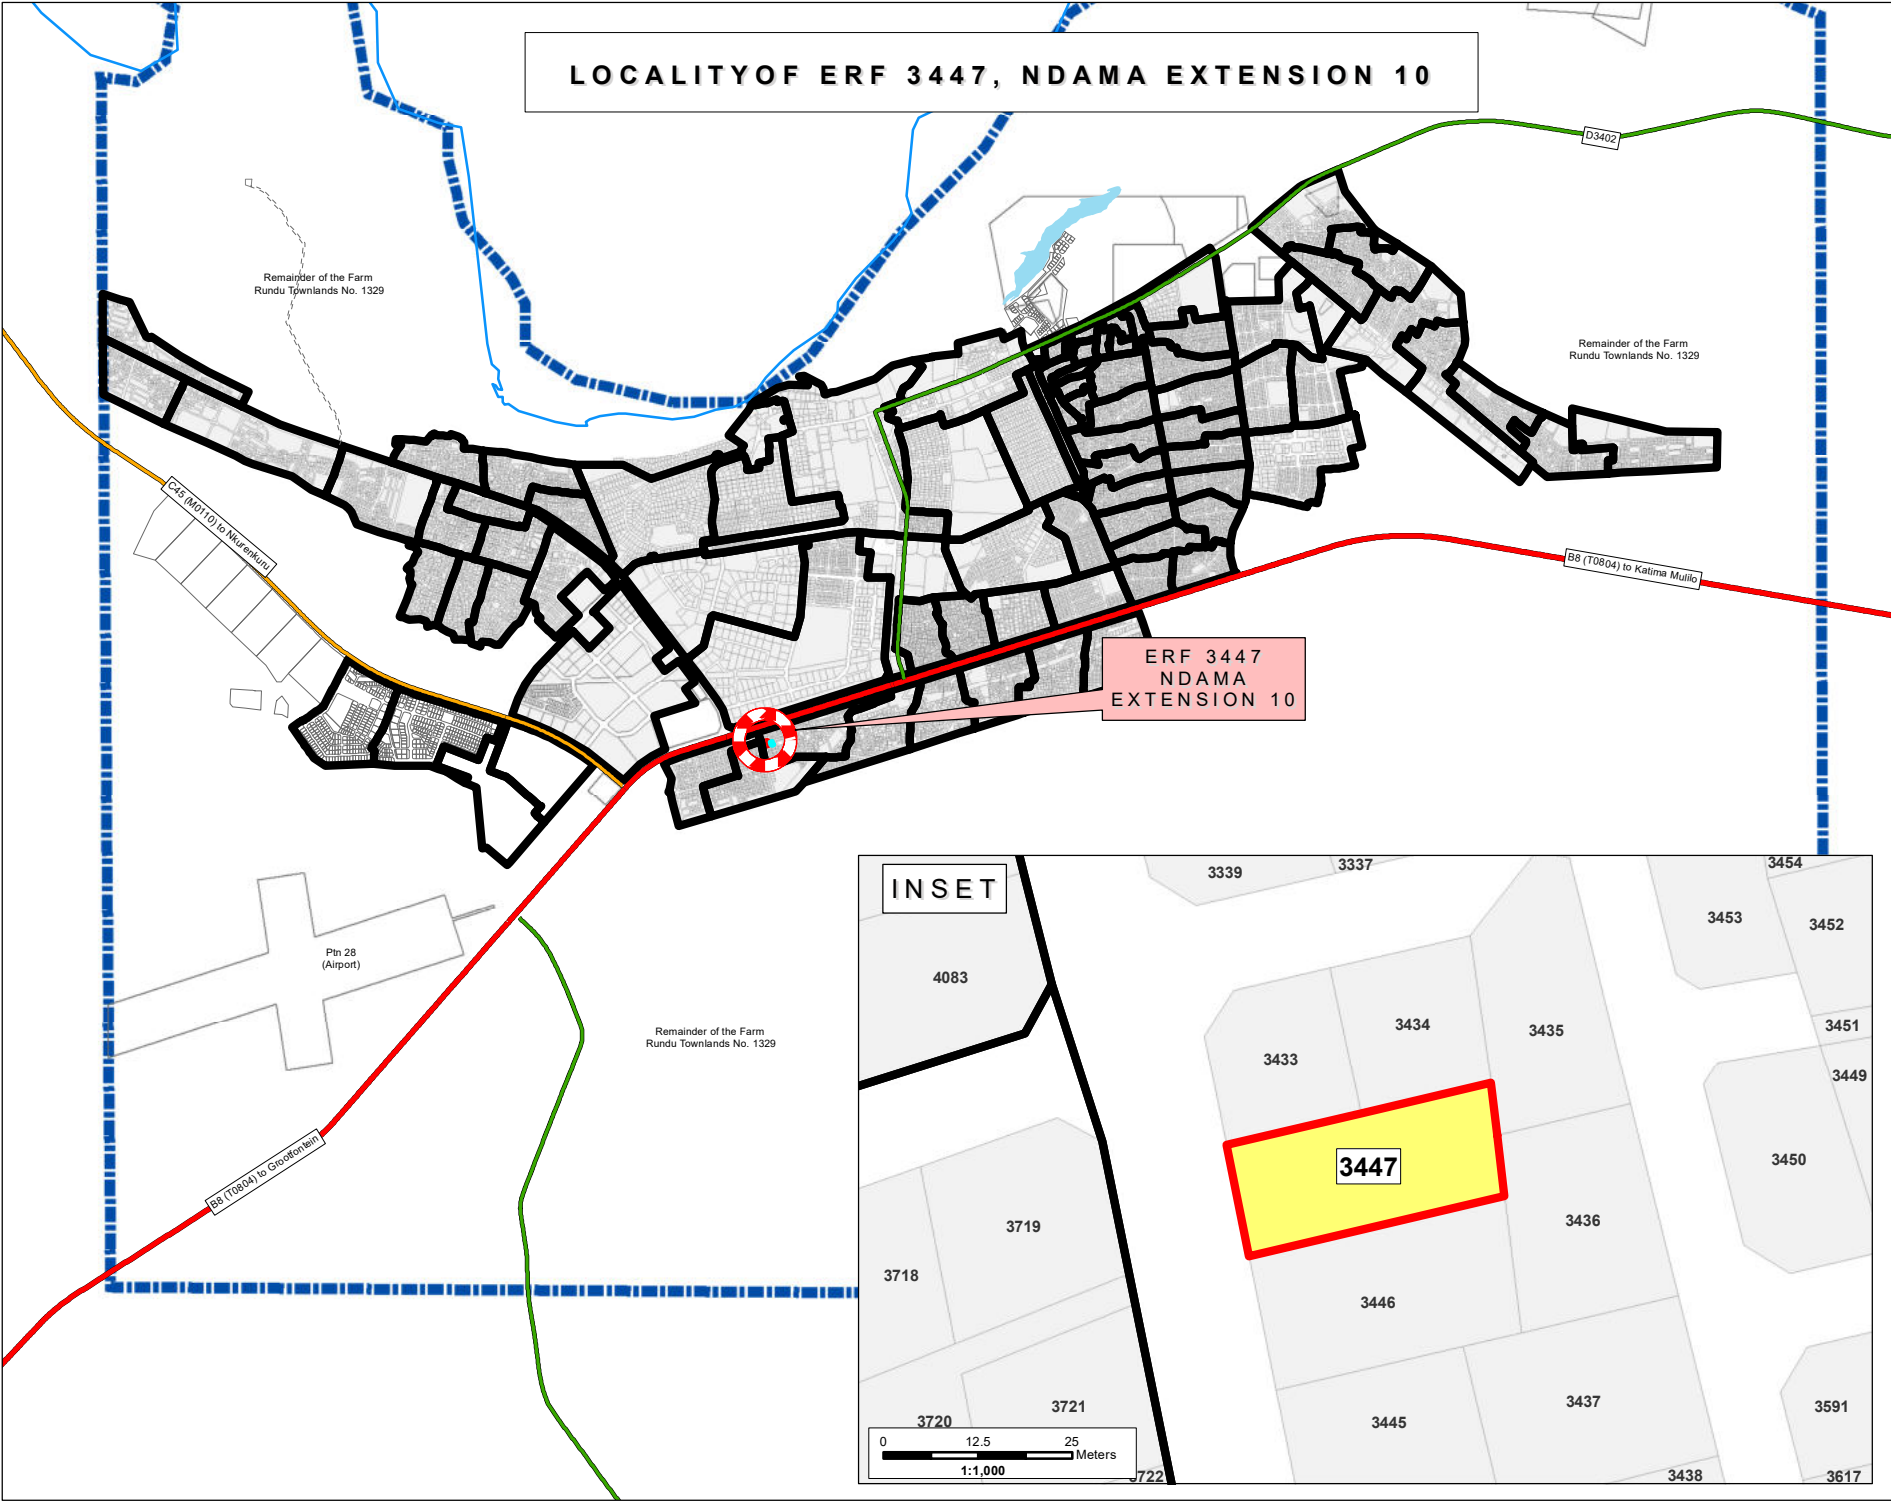 LOCALITYOF ERF 3447, NDAMA EXTENSION 10
D3402
Remainder of the Farm
Rundu Townlands No. 1329
Remainder of the Farm
Rundu Townlands No. 1329
C45 (M0110) to Nkurenkuru
B8 (T0804) to Katima Mulilo
ERF 3447
NDAMA
EXTENSION 10
Ptn 28
(Airport)
Remainder of the Farm
Rundu Townlands No. 1329
B8 (T0804) to Grootfontein
INSET
3339
3337
3454
3453
3452
4083
3434
3435
3451
3433
3449
3447
3450
3719
3436
3718
3446
3721
3720
3445
3437
3591
0 12.5 25
Meters
1:1,000
3722
3438
3617